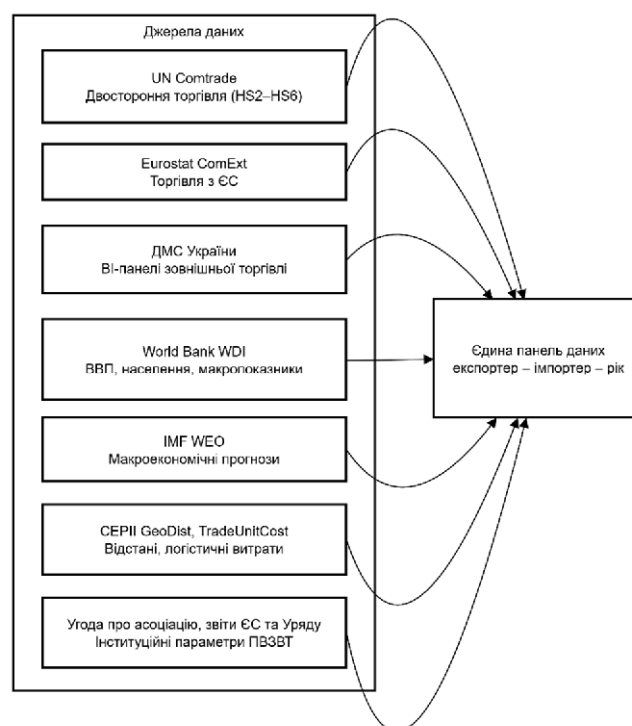 Джерела даних
UN Comtrade
Двостороння торгівля (HS2–HS6)
Eurostat ComExt
Торгівля з ЄС
ДМС України
BI-панелі зовнішньої торгівлі
World Bank WDI
ВВП, населення, макропоказники
IMF WEO
Макроекономічні прогнози
CEPII GeoDist, TradeUnitCost
Відстані, логістичні витрати
Угода про асоціацію, звіти ЄС та Уряду
Інституційні параметри ПВЗВТ
Єдина панель даних
експортер – імпортер – рік